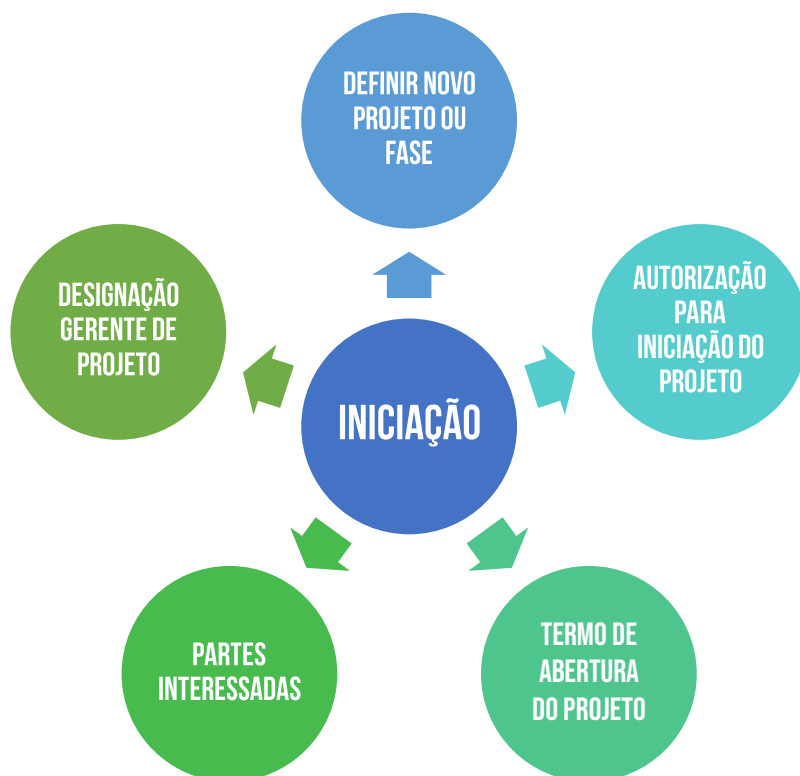 DEFINIR NOVO
PROJETO OU
FASE
DESIGNAÇÃO
GERENTE DE
PROJETO
AUTORIZAÇÃO
PARA
INICIAÇÃO DO
PROJETO
INICIAÇÃO
PARTES
INTERESSADAS
TERMO DE
ABERTURA
DO PROJETO